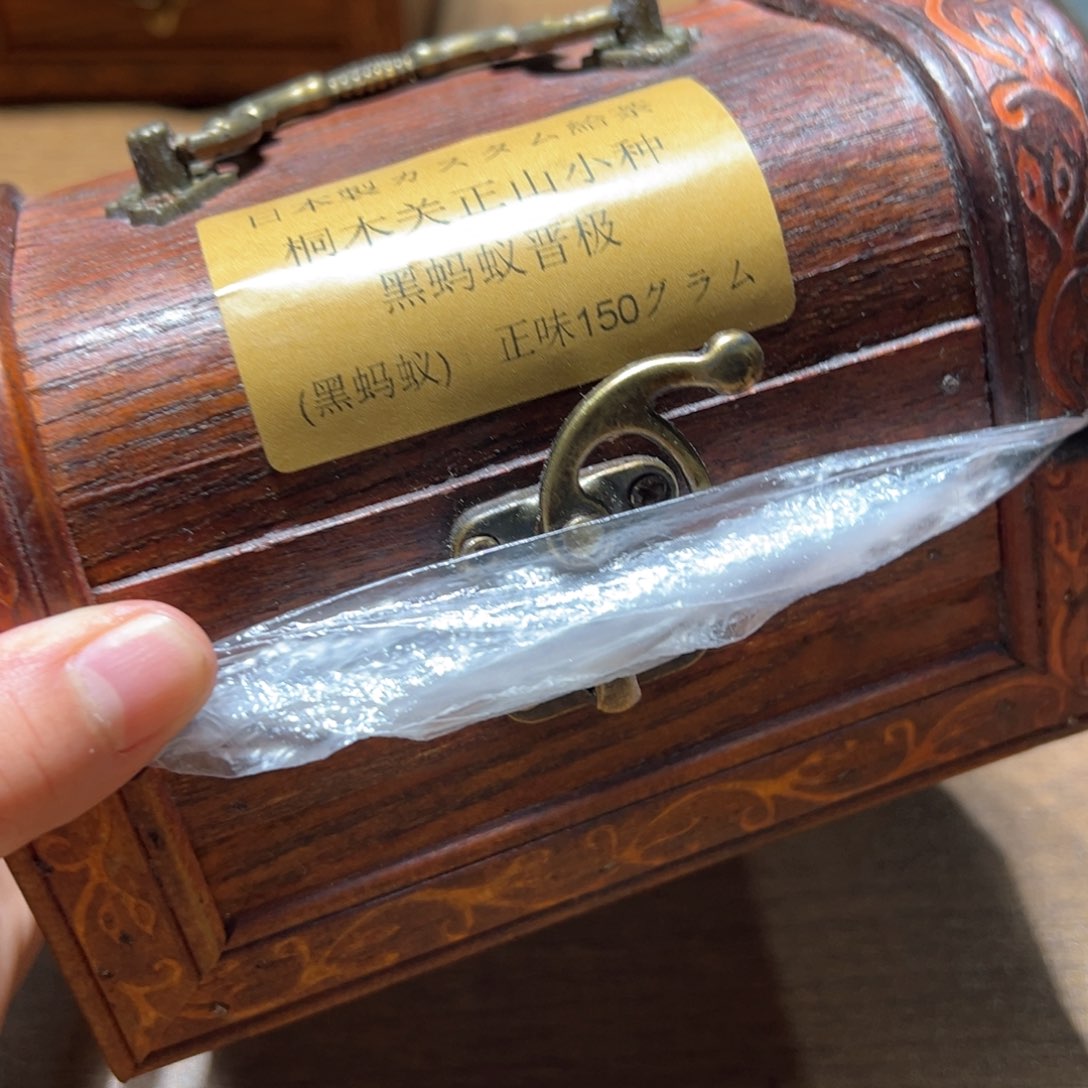 日本製カスタム給茶
桐木关正山小种
黑蚂蚁晋极
(黑蚂蚁) 正味150グラム